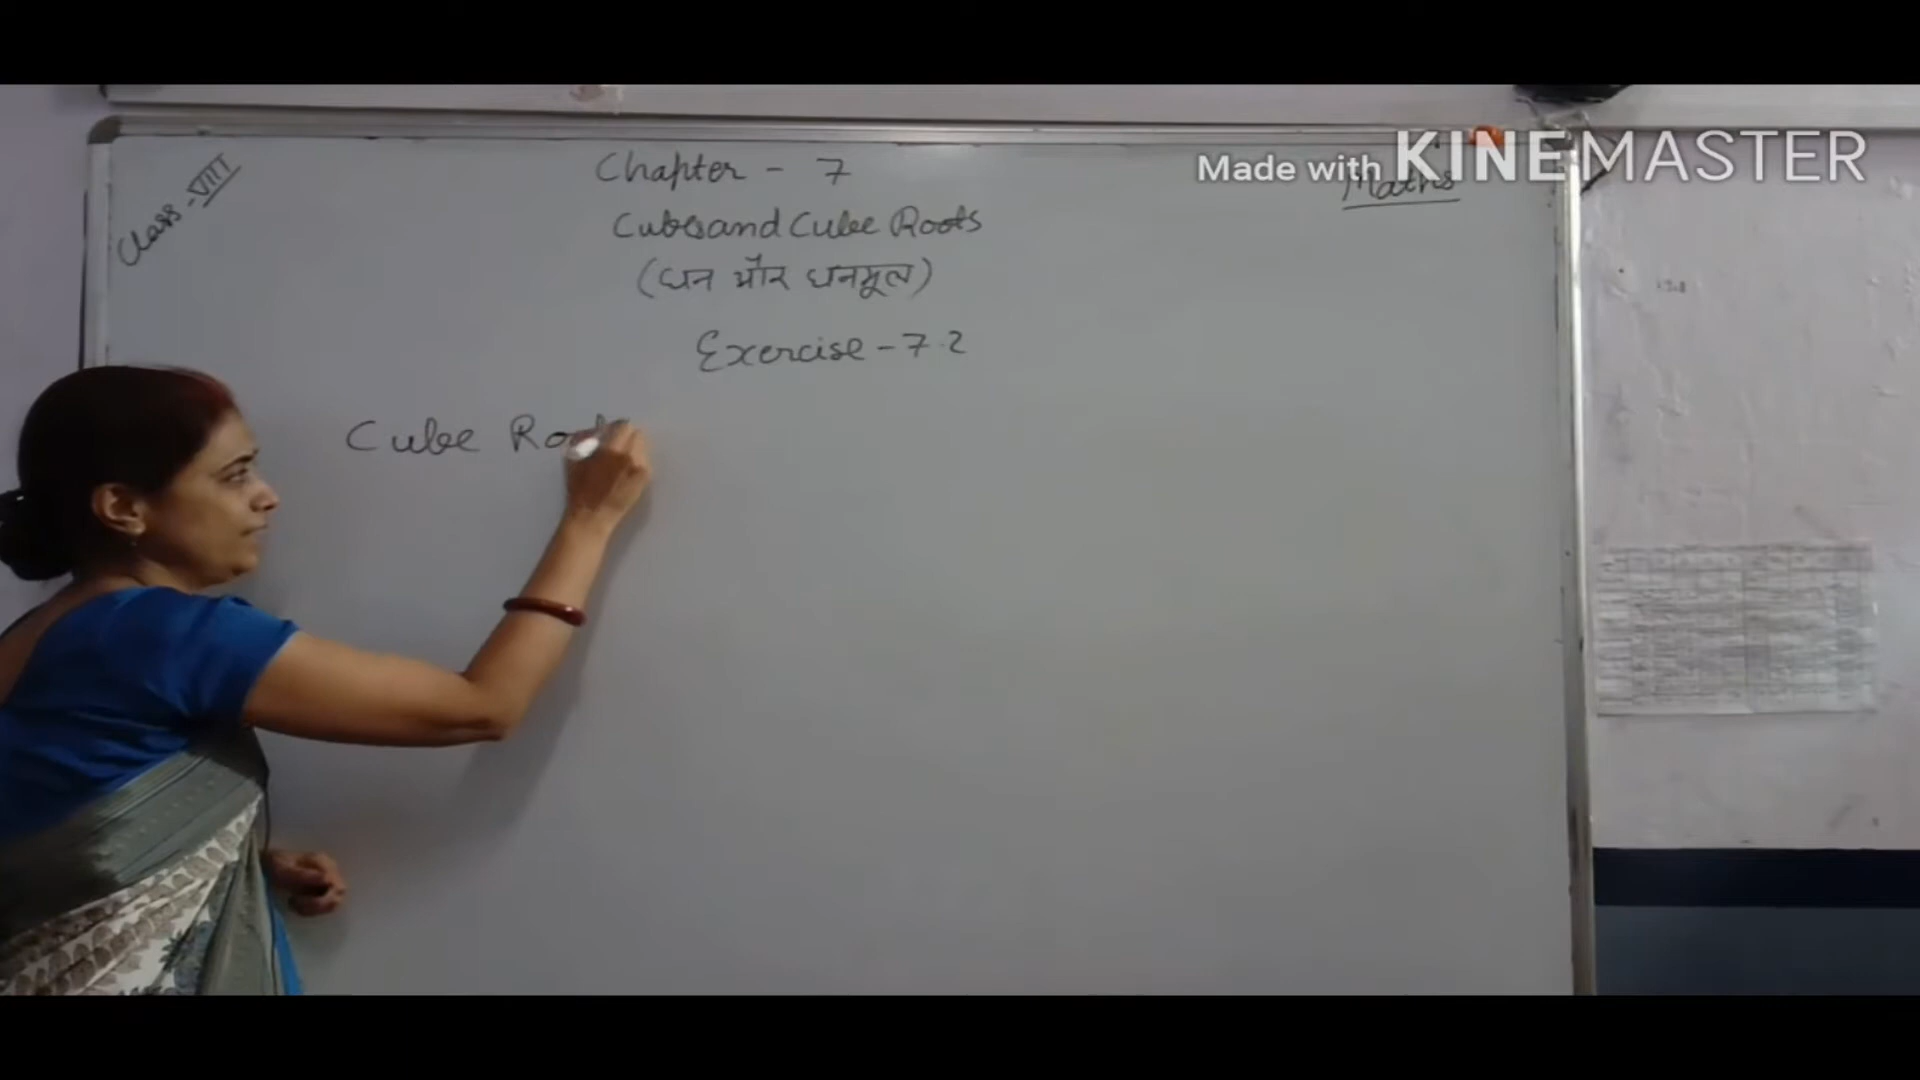 Class - VIII
Chapter - 7
Maths
Cubes and Cube Roots
(घन और घनमूल)
Exercise - 7.2
Cube Root
Made with KINEMASTER